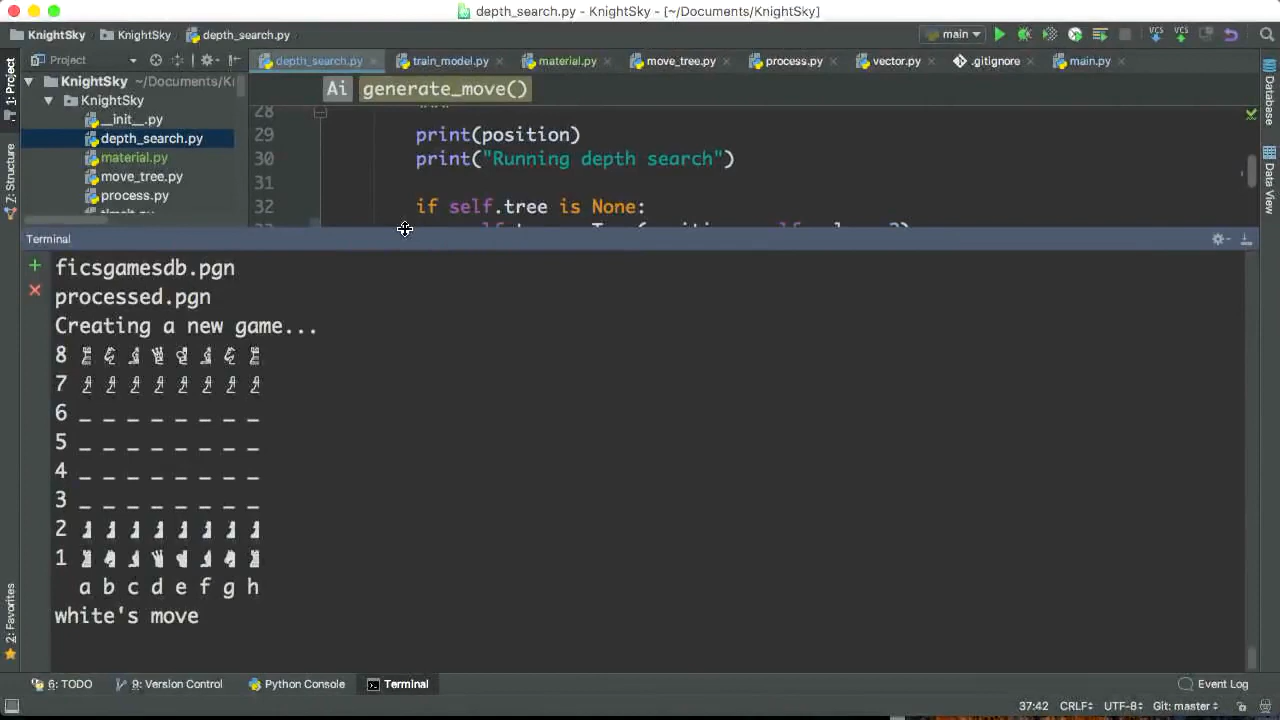 depth_search.py - KnightSky - [~/Documents/KnightSky]
KnightSky KnightSky depth_search.py main
Project depth_search.py train_model.py material.py move_tree.py process.py vector.py .gitignore main.py
1: Project
Z: Structure
2: Favorites
Database
Data View
KnightSky ~/Documents/Kr
KnightSky
__init__.py
depth_search.py
material.py
move_tree.py
process.py
Ai generate_move()
28 """
29 print(position)
30 print("Running depth search")
31
32 if self.tree is None:
Terminal
ficsgamesdb.pgn
processed.pgn
Creating a new game...
8 ♖ ♘ ♗ ♕ ♔ ♗ ♘ ♖
7 ♙ ♙ ♙ ♙ ♙ ♙ ♙ ♙
6 _ _ _ _ _ _ _ _
5 _ _ _ _ _ _ _ _
4 _ _ _ _ _ _ _ _
3 _ _ _ _ _ _ _ _
2 ♟ ♟ ♟ ♟ ♟ ♟ ♟ ♟
1 ♜ ♞ ♝ ♛ ♚ ♝ ♞ ♜
a b c d e f g h
white's move
6: TODO 9: Version Control Python Console Terminal Event Log
37:42 CRLF UTF-8 Git: master